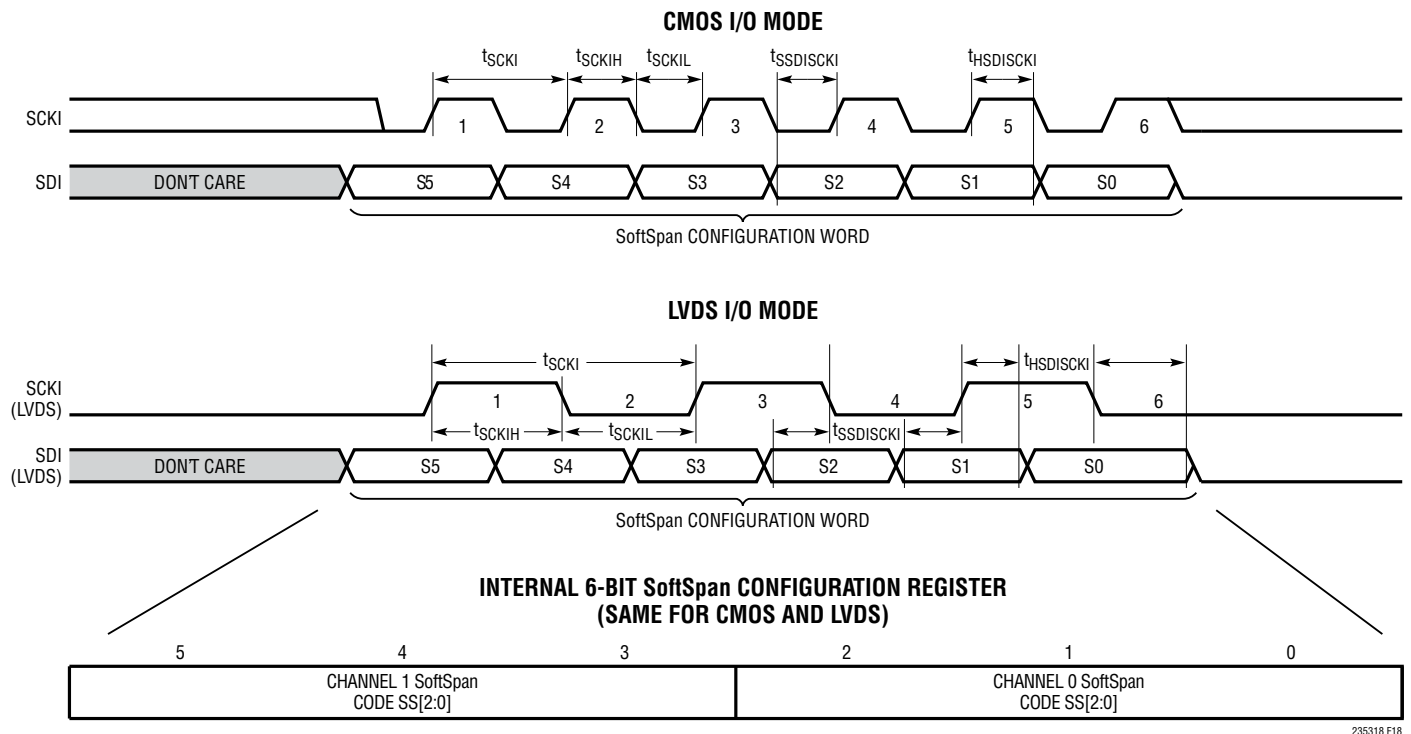 CMOS I/O MODE
tSCKI tSCKIH tSCKIL tSSDISCKI tHSDISCKI
SCKI 1 2 3 4 5 6
SDI DON'T CARE S5 S4 S3 S2 S1 S0
SoftSpan CONFIGURATION WORD
LVDS I/O MODE
tSCKI tHSDISCKI
SCKI
(LVDS)
1 2 3 4 5 6
tSCKIH tSCKIL tSSDISCKI
SDI
(LVDS)
DON'T CARE S5 S4 S3 S2 S1 S0
SoftSpan CONFIGURATION WORD
INTERNAL 6-BIT SoftSpan CONFIGURATION REGISTER
(SAME FOR CMOS AND LVDS)
5 4 3 2 1 0
CHANNEL 1 SoftSpan
CODE SS[2:0]
CHANNEL 0 SoftSpan
CODE SS[2:0]
235318 F18